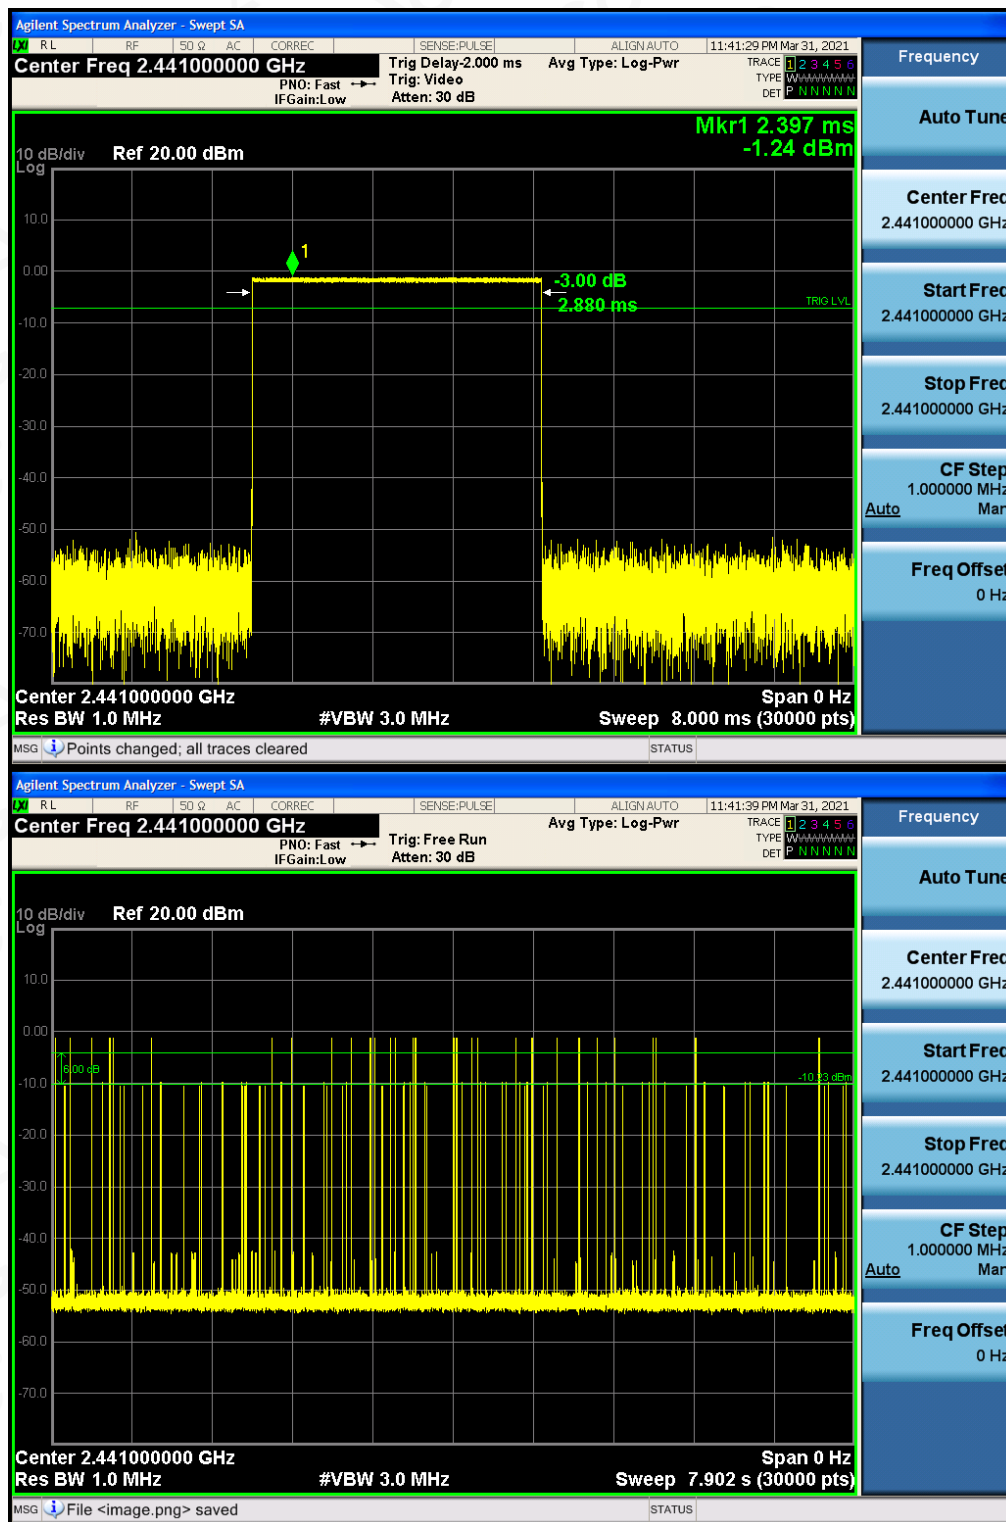 Agilent Spectrum Analyzer - Swept SA
LXI RL RF 50 Ω AC CORREC SENSE:PULSE ALIGN AUTO 11:41:29 PM Mar 31, 2021
Center Freq 2.441000000 GHz
Trig Delay-2.000 ms
Avg Type: Log-Pwr
TRACE 1 2 3 4 5 6
PNO: Fast
Trig: Video
TYPE W
IFGain:Low
Atten: 30 dB
DET P N N N N N
Mkr1 2.397 ms
-1.24 dBm
10 dB/div Ref 20.00 dBm
Log
10.0
1
0.00
-3.00 dB
2.880 ms
TRIG LVL
-10.0
-20.0
-30.0
-40.0
-50.0
-60.0
-70.0
Center 2.441000000 GHz Span 0 Hz
Res BW 1.0 MHz #VBW 3.0 MHz Sweep 8.000 ms (30000 pts)
MSG Points changed; all traces cleared STATUS
Frequency
Auto Tune
Center Freq
2.441000000 GHz
Start Freq
2.441000000 GHz
Stop Freq
2.441000000 GHz
CF Step
1.000000 MHz
Auto Man
Freq Offset
0 Hz
Agilent Spectrum Analyzer - Swept SA
LXI RL RF 50 Ω AC CORREC SENSE:PULSE ALIGN AUTO 11:41:39 PM Mar 31, 2021
Center Freq 2.441000000 GHz
Avg Type: Log-Pwr
TRACE 1 2 3 4 5 6
PNO: Fast
Trig: Free Run
TYPE W
IFGain:Low
Atten: 30 dB
DET P N N N N N
10 dB/div Ref 20.00 dBm
Log
10.0
0.00
6.00 dB
-10.23 dBm
-10.0
-20.0
-30.0
-40.0
-50.0
-60.0
-70.0
Center 2.441000000 GHz Span 0 Hz
Res BW 1.0 MHz #VBW 3.0 MHz Sweep 7.902 s (30000 pts)
MSG File <image.png> saved STATUS
Frequency
Auto Tune
Center Freq
2.441000000 GHz
Start Freq
2.441000000 GHz
Stop Freq
2.441000000 GHz
CF Step
1.000000 MHz
Auto Man
Freq Offset
0 Hz